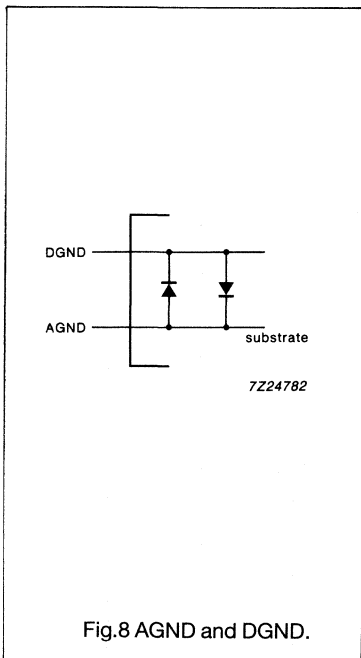 DGND
AGND
substrate
7Z24782
Fig.8 AGND and DGND.